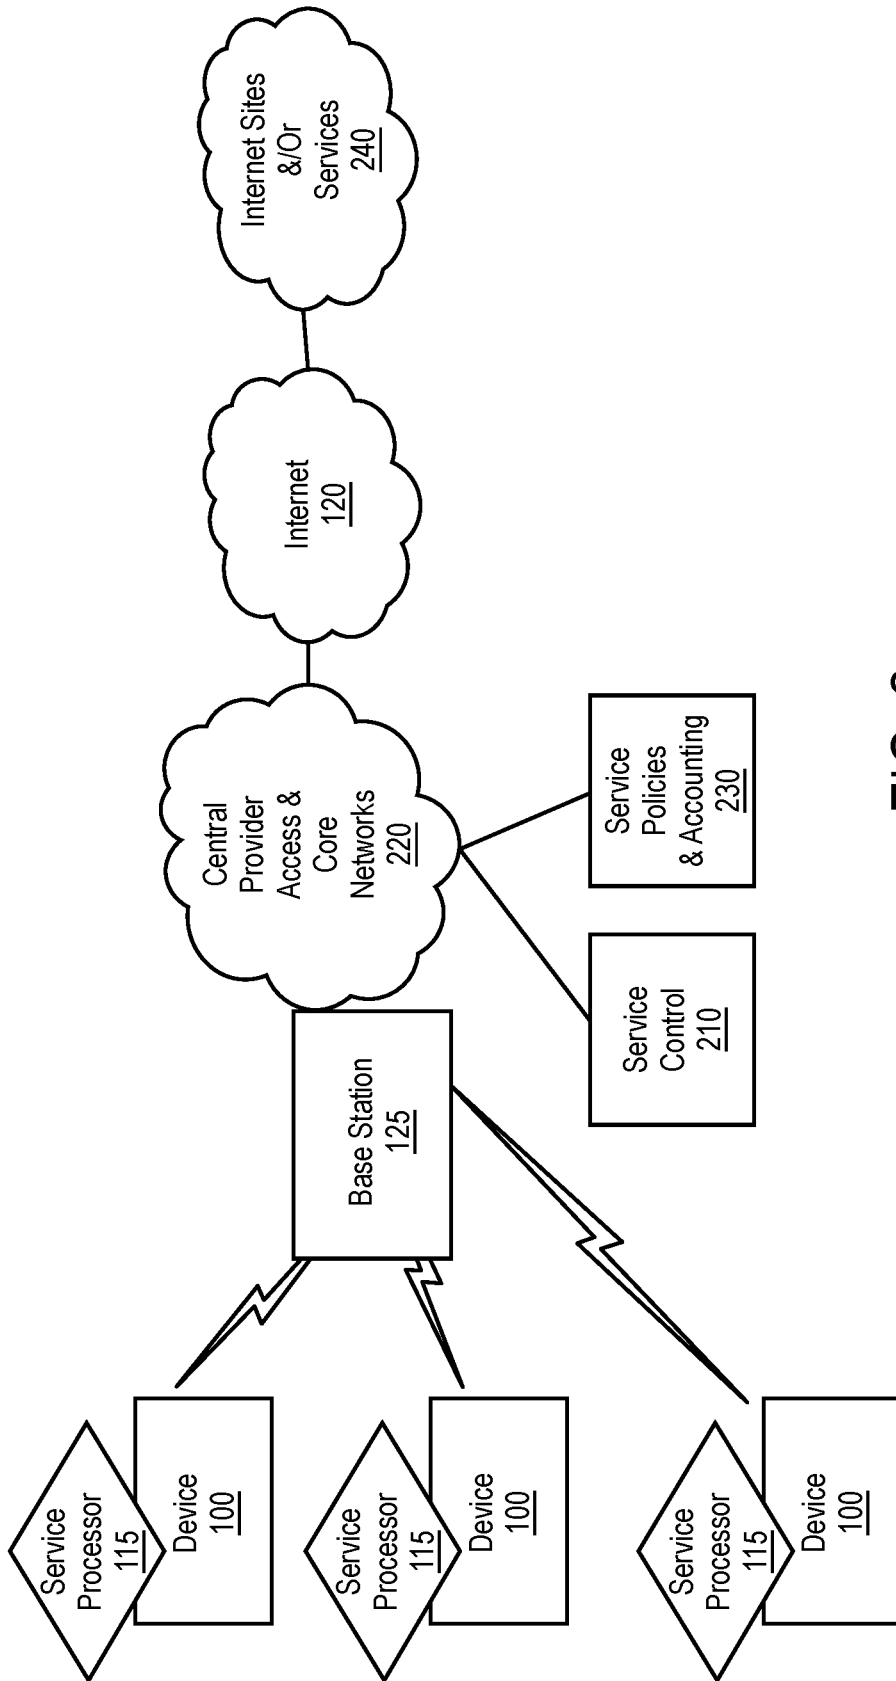 Service
Processor
115
Device
100
Service
Processor
115
Device
100
Service
Processor
115
Device
100
Base Station
125
Central
Provider
Access &
Core
Networks
220
Service
Control
210
Service
Policies
& Accounting
230
Internet
120
Internet Sites
&/Or
Services
240